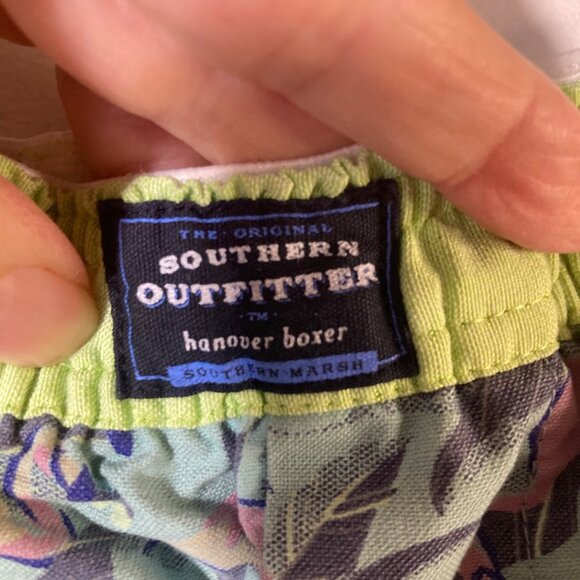 THE · ORIGINAL
SOUTHERN
OUTFITTER
· TM ·
hanover boxer
SOUTHERN·MARSH